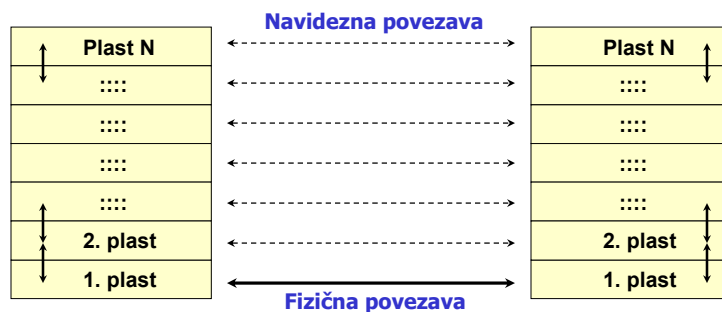 Navidezna povezava
Plast N Plast N
:::: ::::
:::: ::::
:::: ::::
:::: ::::
2. plast 2. plast
1. plast 1. plast
Fizična povezava